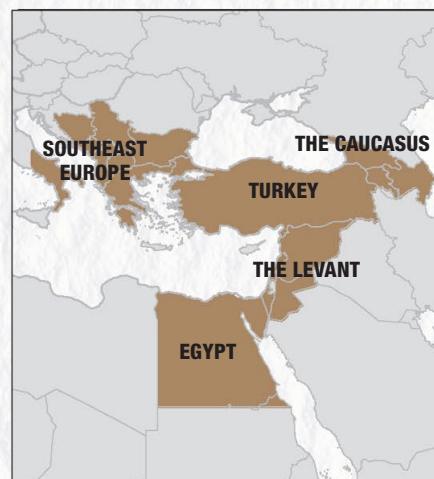 SOUTHEAST
EUROPE
THE CAUCASUS
TURKEY
THE LEVANT
EGYPT